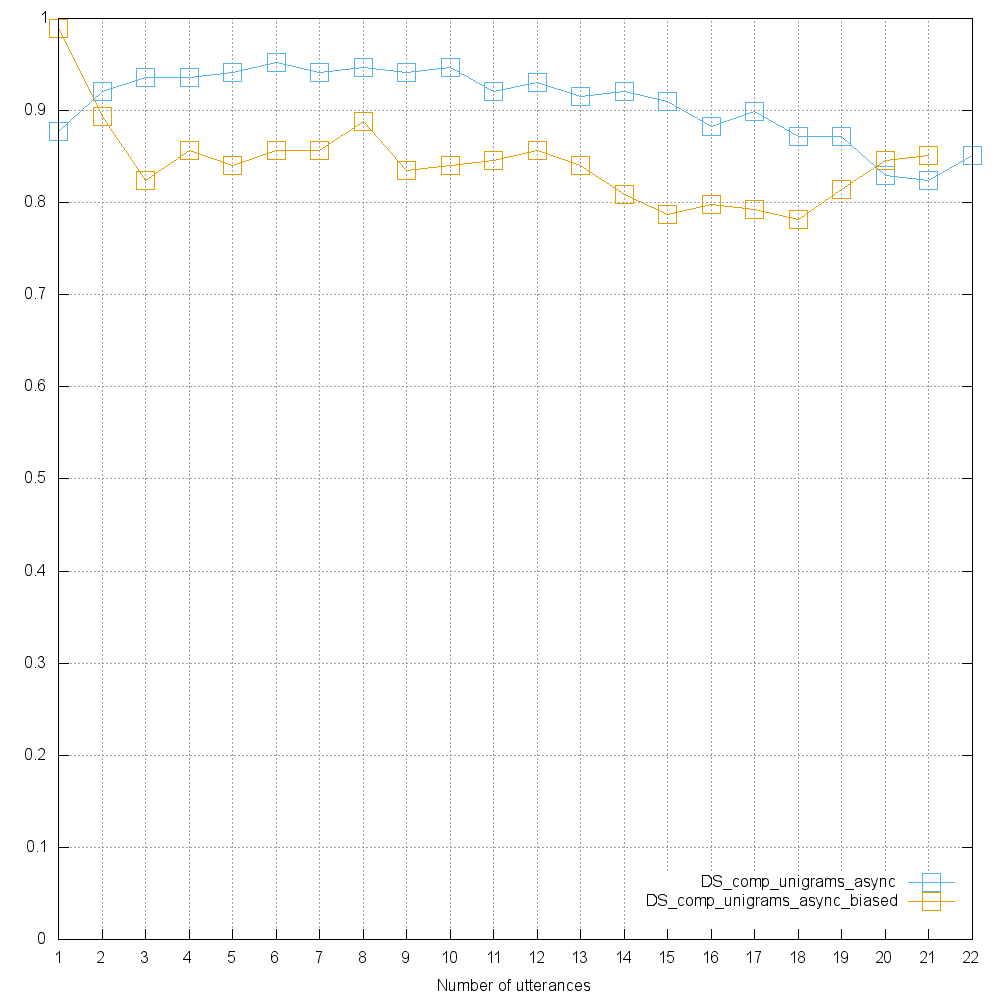 1
0.9
0.8
0.7
0.6
0.5
0.4
0.3
0.2
0.1
0
DS_comp_unigrams_async
DS_comp_unigrams_async_biased
1 2 3 4 5 6 7 8 9 10 11 12 13 14 15 16 17 18 19 20 21 22
Number of utterances